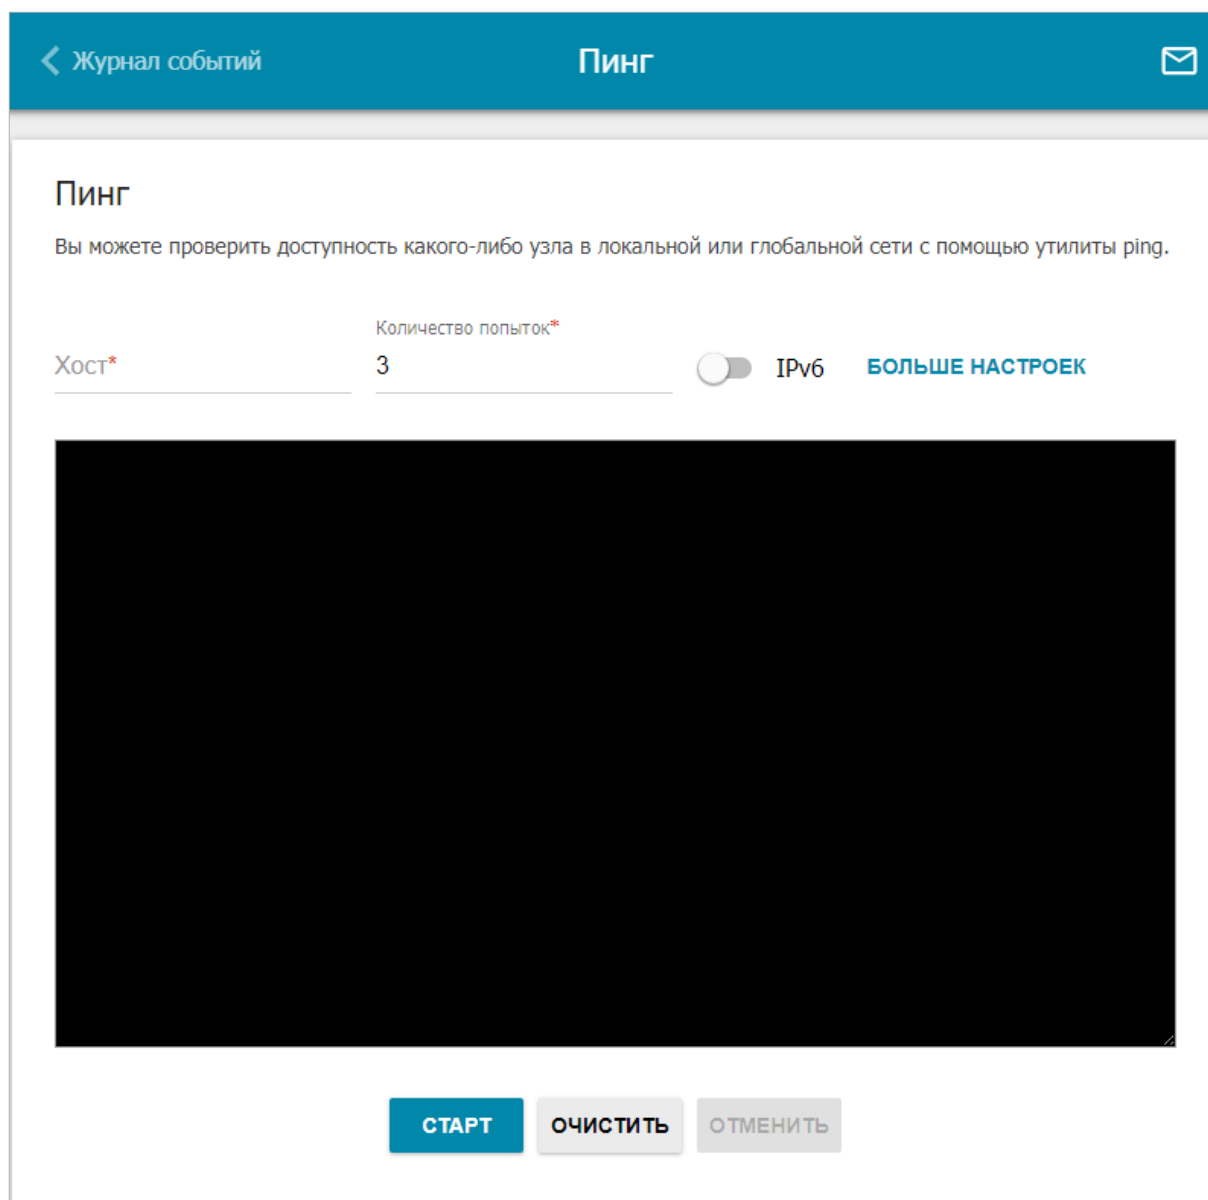 Журнал событий
Пинг
Пинг
Вы можете проверить доступность какого-либо узла в локальной или глобальной сети с помощью утилиты ping.
Количество попыток*
Хост*
3
IPv6
БОЛЬШЕ НАСТРОЕК
СТАРТ
ОЧИСТИТЬ
ОТМЕНИТЬ